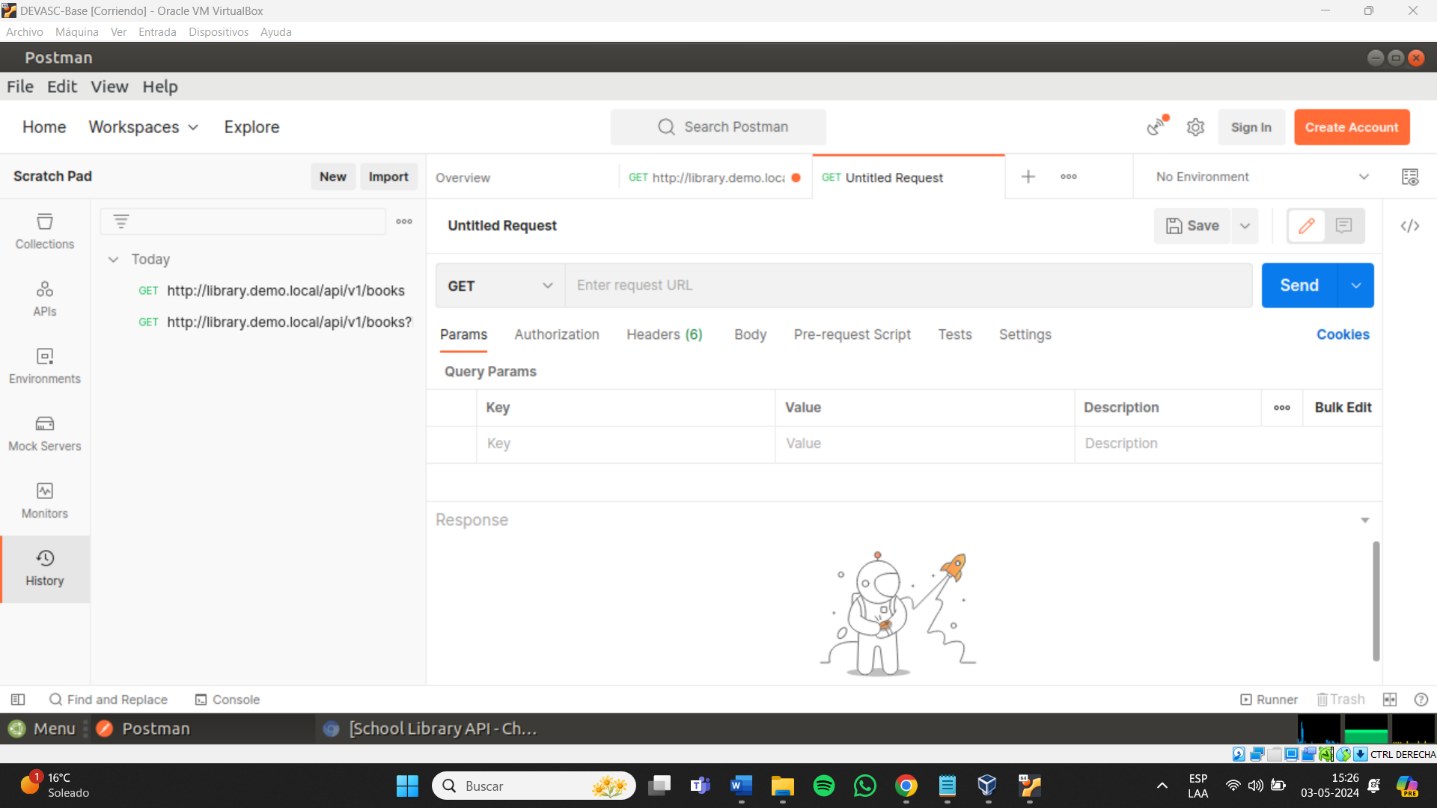 DEVASC-Base [Corriendo] - Oracle VM VirtualBox
Archivo Máquina Ver Entrada Dispositivos Ayuda
Postman
File Edit View Help
Home Workspaces Explore Search Postman Sign In Create Account
Scratch Pad New Import Overview GET http://library.demo.loca GET Untitled Request No Environment
Collections
APIs
Environments
Mock Servers
Monitors
History
Today
GET http://library.demo.local/api/v1/books
GET http://library.demo.local/api/v1/books?
Untitled Request Save
GET Enter request URL Send
Params Authorization Headers (6) Body Pre-request Script Tests Settings Cookies
Query Params
Key Value Description Bulk Edit
Key Value Description
Response
Find and Replace Console Runner Trash
Menu Postman [School Library API - Ch...
CTRL DERECHA
1
16°C
Soleado
Buscar
ESP
LAA
15:26
03-05-2024
PRE